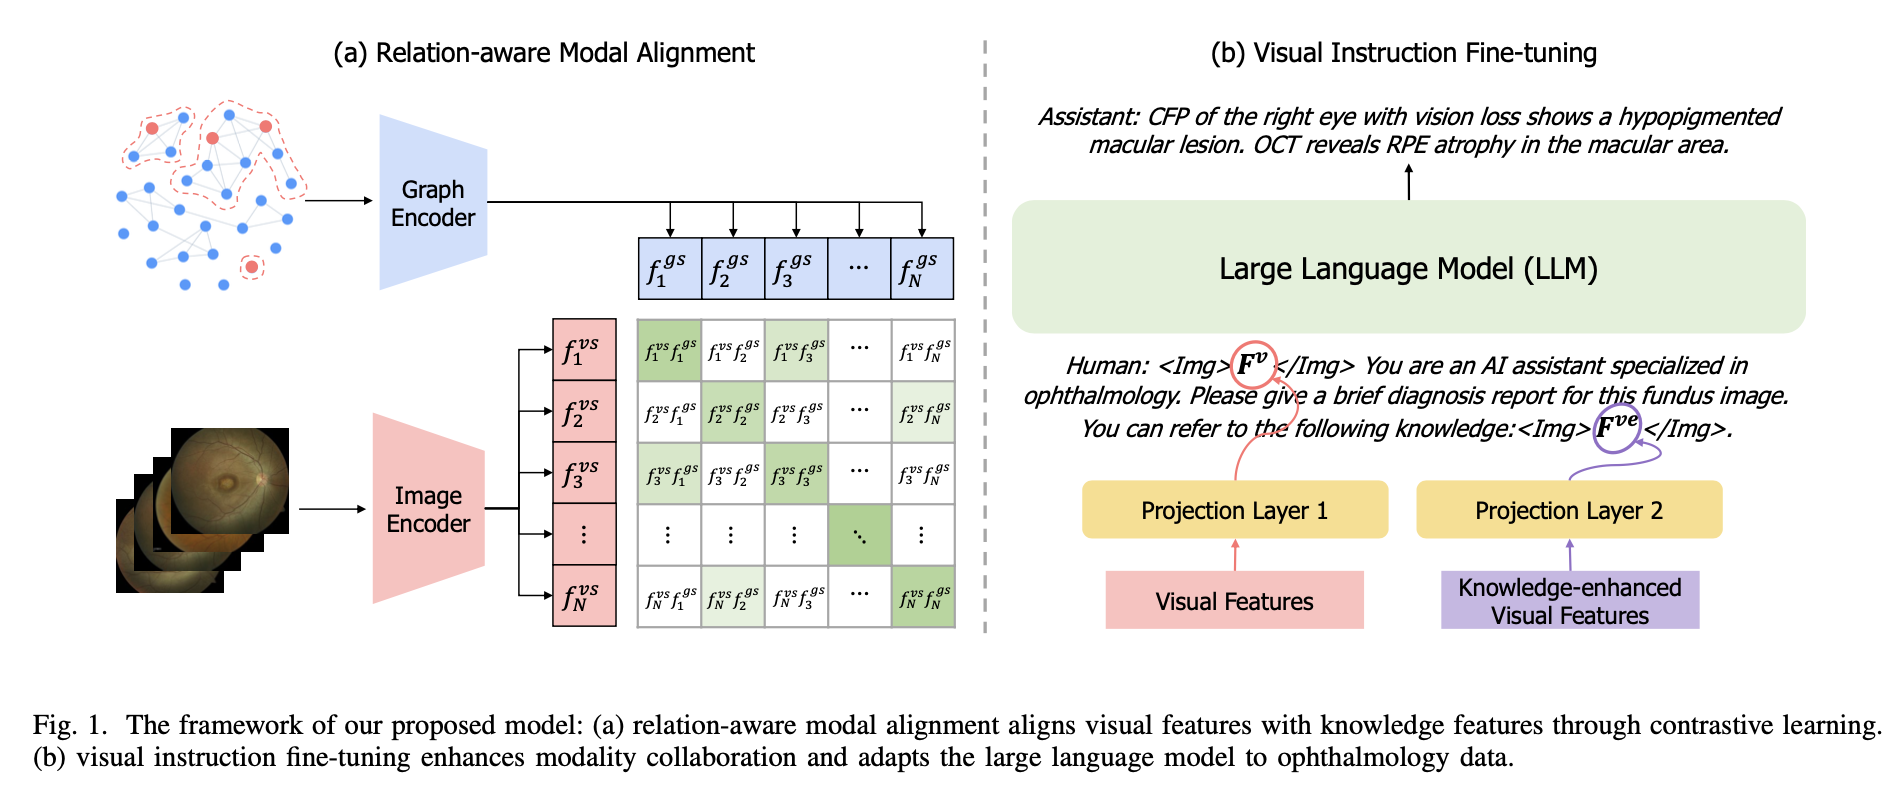 (a) Relation-aware Modal Alignment
Graph
Encoder
f_1^{gs} f_2^{gs} f_3^{gs} ... f_N^{gs}
Image
Encoder
f_1^{vs} f_1^{vs}f_1^{gs} f_1^{vs}f_2^{gs} f_1^{vs}f_3^{gs} ... f_1^{vs}f_N^{gs}
f_2^{vs} f_2^{vs}f_1^{gs} f_2^{vs}f_2^{gs} f_2^{vs}f_3^{gs} ... f_2^{vs}f_N^{gs}
f_3^{vs} f_3^{vs}f_1^{gs} f_3^{vs}f_2^{gs} f_3^{vs}f_3^{gs} ... f_3^{vs}f_N^{gs}
⋮ ⋮ ⋮ ⋮ ⋱ ⋮
f_N^{vs} f_N^{vs}f_1^{gs} f_N^{vs}f_2^{gs} f_N^{vs}f_3^{gs} ... f_N^{vs}f_N^{gs}
(b) Visual Instruction Fine-tuning
Assistant: CFP of the right eye with vision loss shows a hypopigmented
macular lesion. OCT reveals RPE atrophy in the macular area.
Large Language Model (LLM)
Human: <Img>F^v</Img> You are an AI assistant specialized in
ophthalmology. Please give a brief diagnosis report for this fundus image.
You can refer to the following knowledge:<Img>F^{ve}</Img>.
Projection Layer 1
Projection Layer 2
Visual Features
Knowledge-enhanced
Visual Features
Fig. 1. The framework of our proposed model: (a) relation-aware modal alignment aligns visual features with knowledge features through contrastive learning.
(b) visual instruction fine-tuning enhances modality collaboration and adapts the large language model to ophthalmology data.